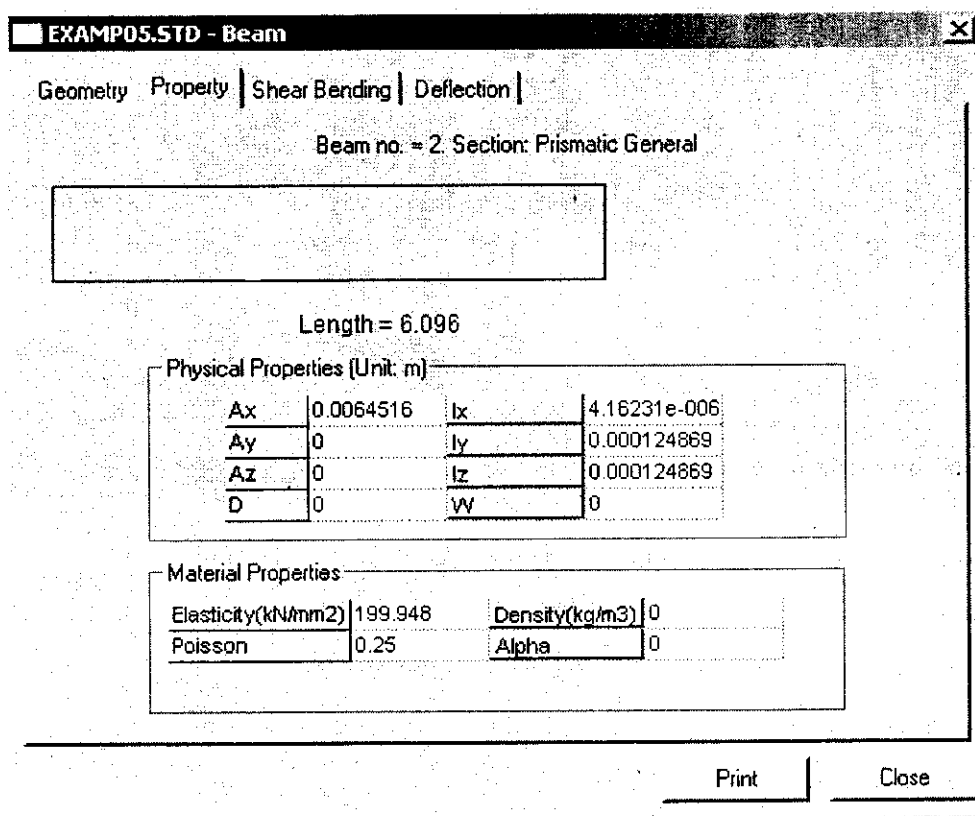 EXAMP05.STD - Beam
Geometry Property Shear Bending Deflection
Beam no. = 2. Section: Prismatic General
Length = 6.096
Physical Properties (Unit: m)
Ax 0.0064516 Ix 4.16231e-006
Ay 0 Iy 0.000124869
Az 0 Iz 0.000124869
D 0 W 0
Material Properties
Elasticity(kN/mm2) 199.948 Density(kg/m3) 0
Poisson 0.25 Alpha 0
Print Close